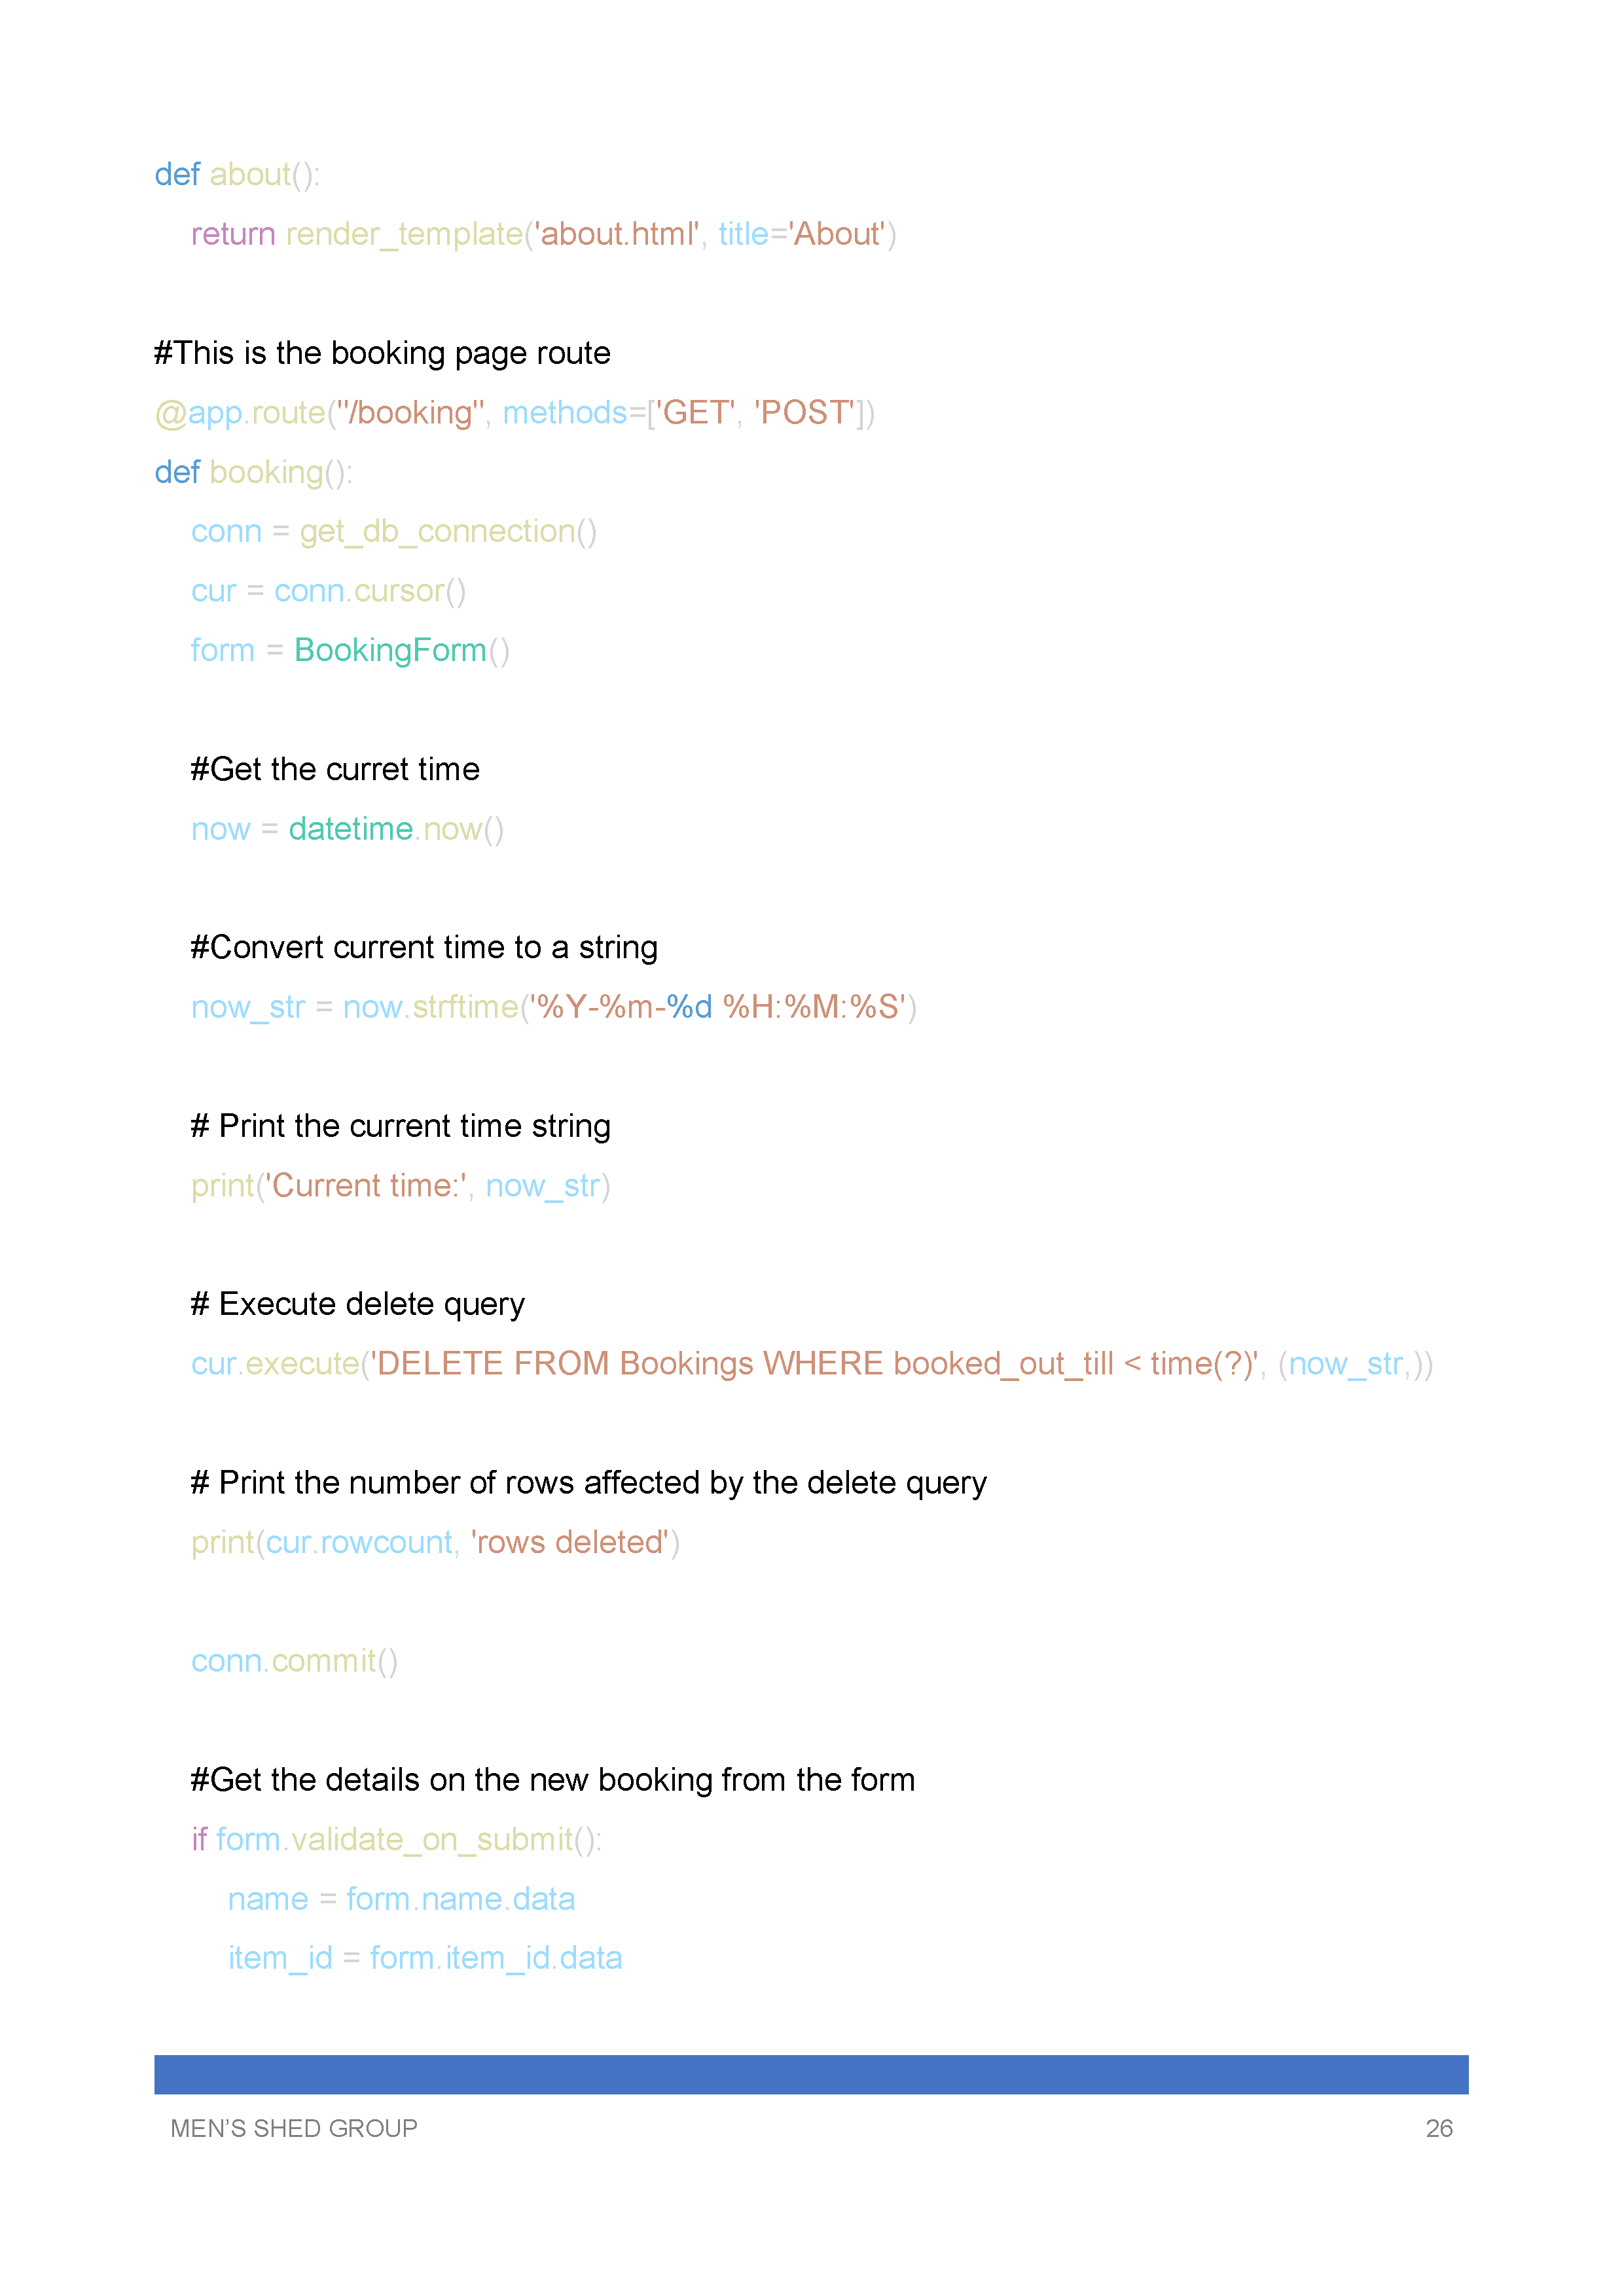 def about():
    return render_template('about.html', title='About')

#This is the booking page route
@app.route("/booking", methods=['GET', 'POST'])
def booking():
    conn = get_db_connection()
    cur = conn.cursor()
    form = BookingForm()

    #Get the curret time
    now = datetime.now()

    #Convert current time to a string
    now_str = now.strftime('%Y-%m-%d %H:%M:%S')

    # Print the current time string
    print('Current time:', now_str)

    # Execute delete query
    cur.execute('DELETE FROM Bookings WHERE booked_out_till < time(?)', (now_str,))

    # Print the number of rows affected by the delete query
    print(cur.rowcount, 'rows deleted')

    conn.commit()

    #Get the details on the new booking from the form
    if form.validate_on_submit():
        name = form.name.data
        item_id = form.item_id.data

MEN’S SHED GROUP
26